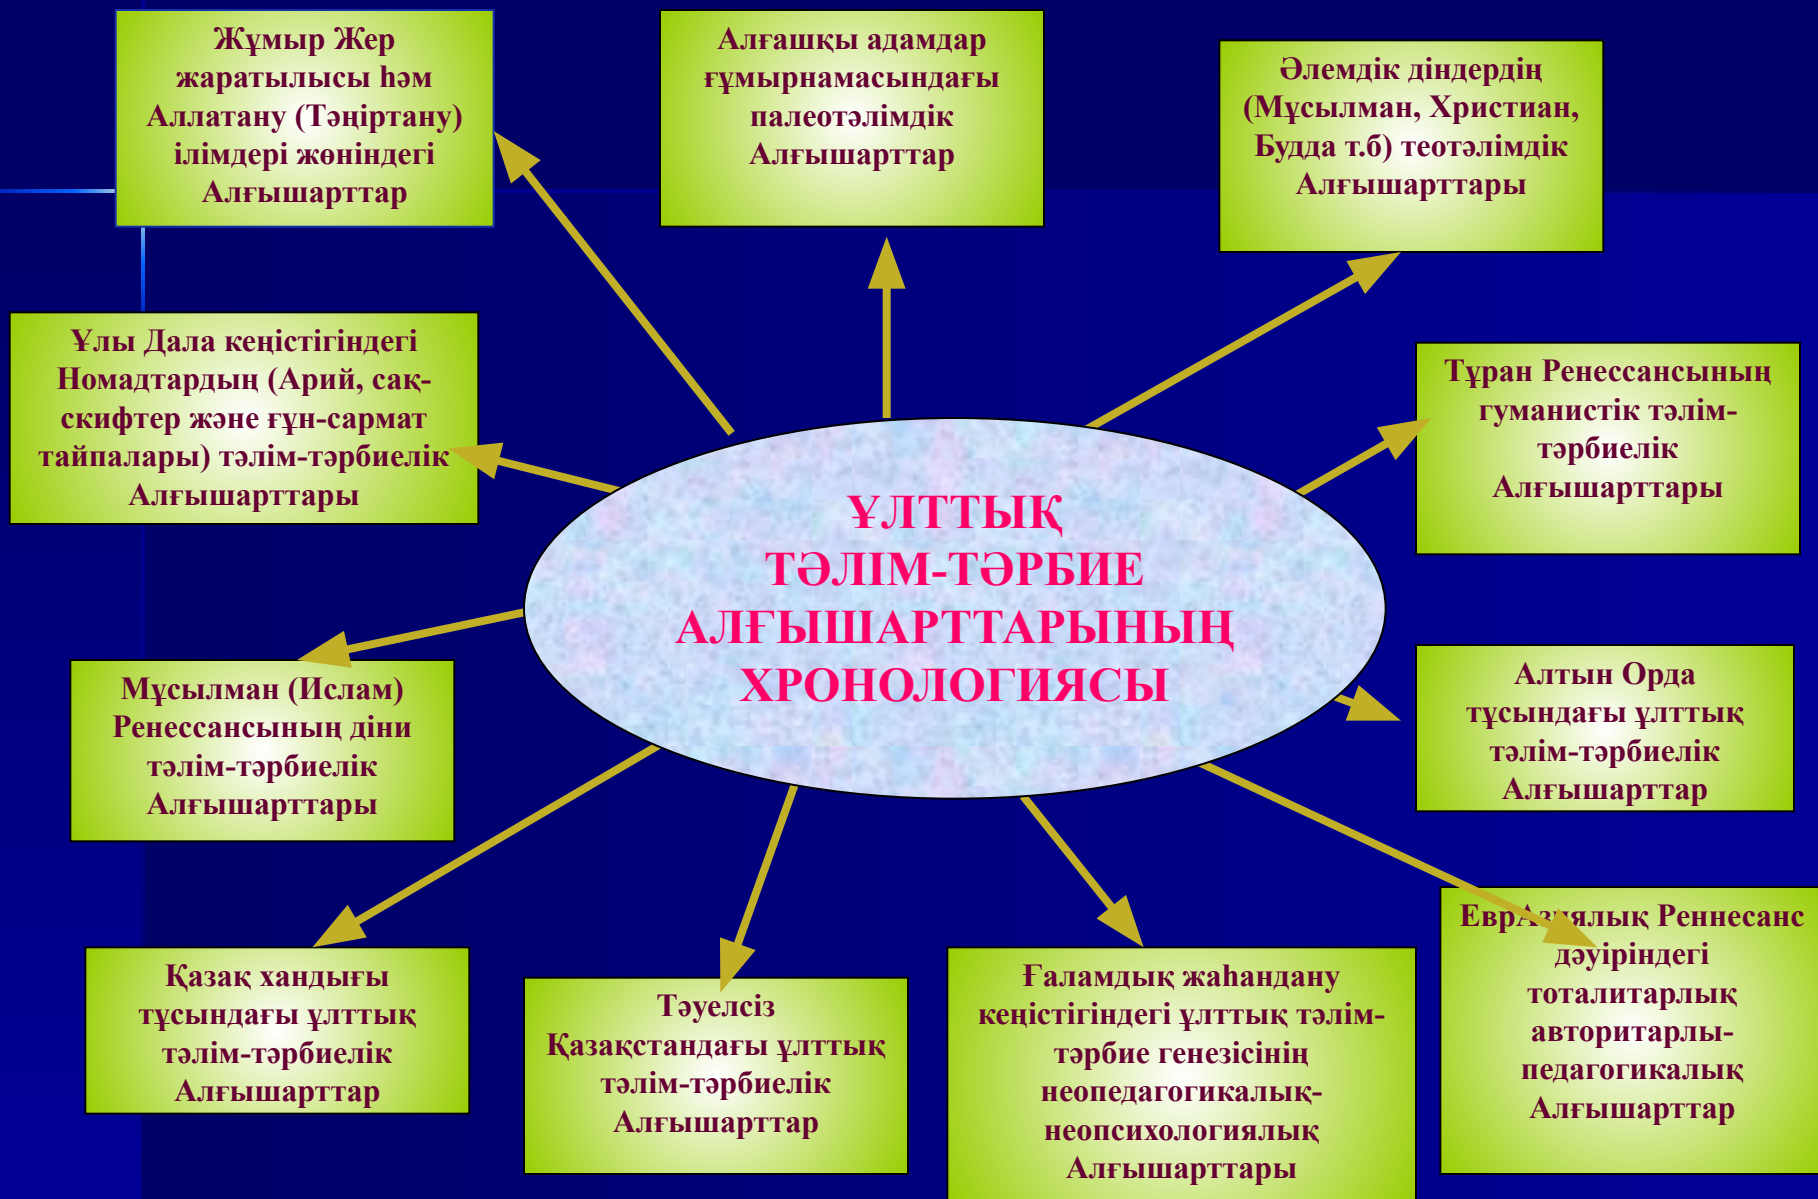 Жұмыр Жер
жаратылысы һәм
Аллатану (Тәңіртану)
ілімдері жөніндегі
Алғышарттар
Алғашқы адамдар
ғұмырнамасындағы
палеотәлімдік
Алғышарттар
Әлемдік діндердің
(Мұсылман, Христиан,
Будда т.б) теотәлімдік
Алғышарттары
Ұлы Дала кеңістігіндегі
Номадтардың (Арий, сақ-
скифтер және ғұн-сармат
тайпалары) тәлім-тәрбиелік
Алғышарттары
Тұран Ренессансының
гуманистік тәлім-
тәрбиелік
Алғышарттары
ҰЛТТЫҚ
ТӘЛІМ-ТӘРБИЕ
АЛҒЫШАРТТАРЫНЫҢ
ХРОНОЛОГИЯСЫ
Мұсылман (Ислам)
Ренессансының діни
тәлім-тәрбиелік
Алғышарттары
Алтын Орда
тұсындағы ұлттық
тәлім-тәрбиелік
Алғышарттар
Қазақ хандығы
тұсындағы ұлттық
тәлім-тәрбиелік
Алғышарттар
Тәуелсіз
Қазақстандағы ұлттық
тәлім-тәрбиелік
Алғышарттар
Ғаламдық жаһандану
кеңістігіндегі ұлттық тәлім-
тәрбие генезісінің
неопедагогикалық-
неопсихологиялық
Алғышарттары
ЕврАзиялық Реннесанс
дәуіріндегі
тоталитарлық
авторитарлы-
педагогикалық
Алғышарттар